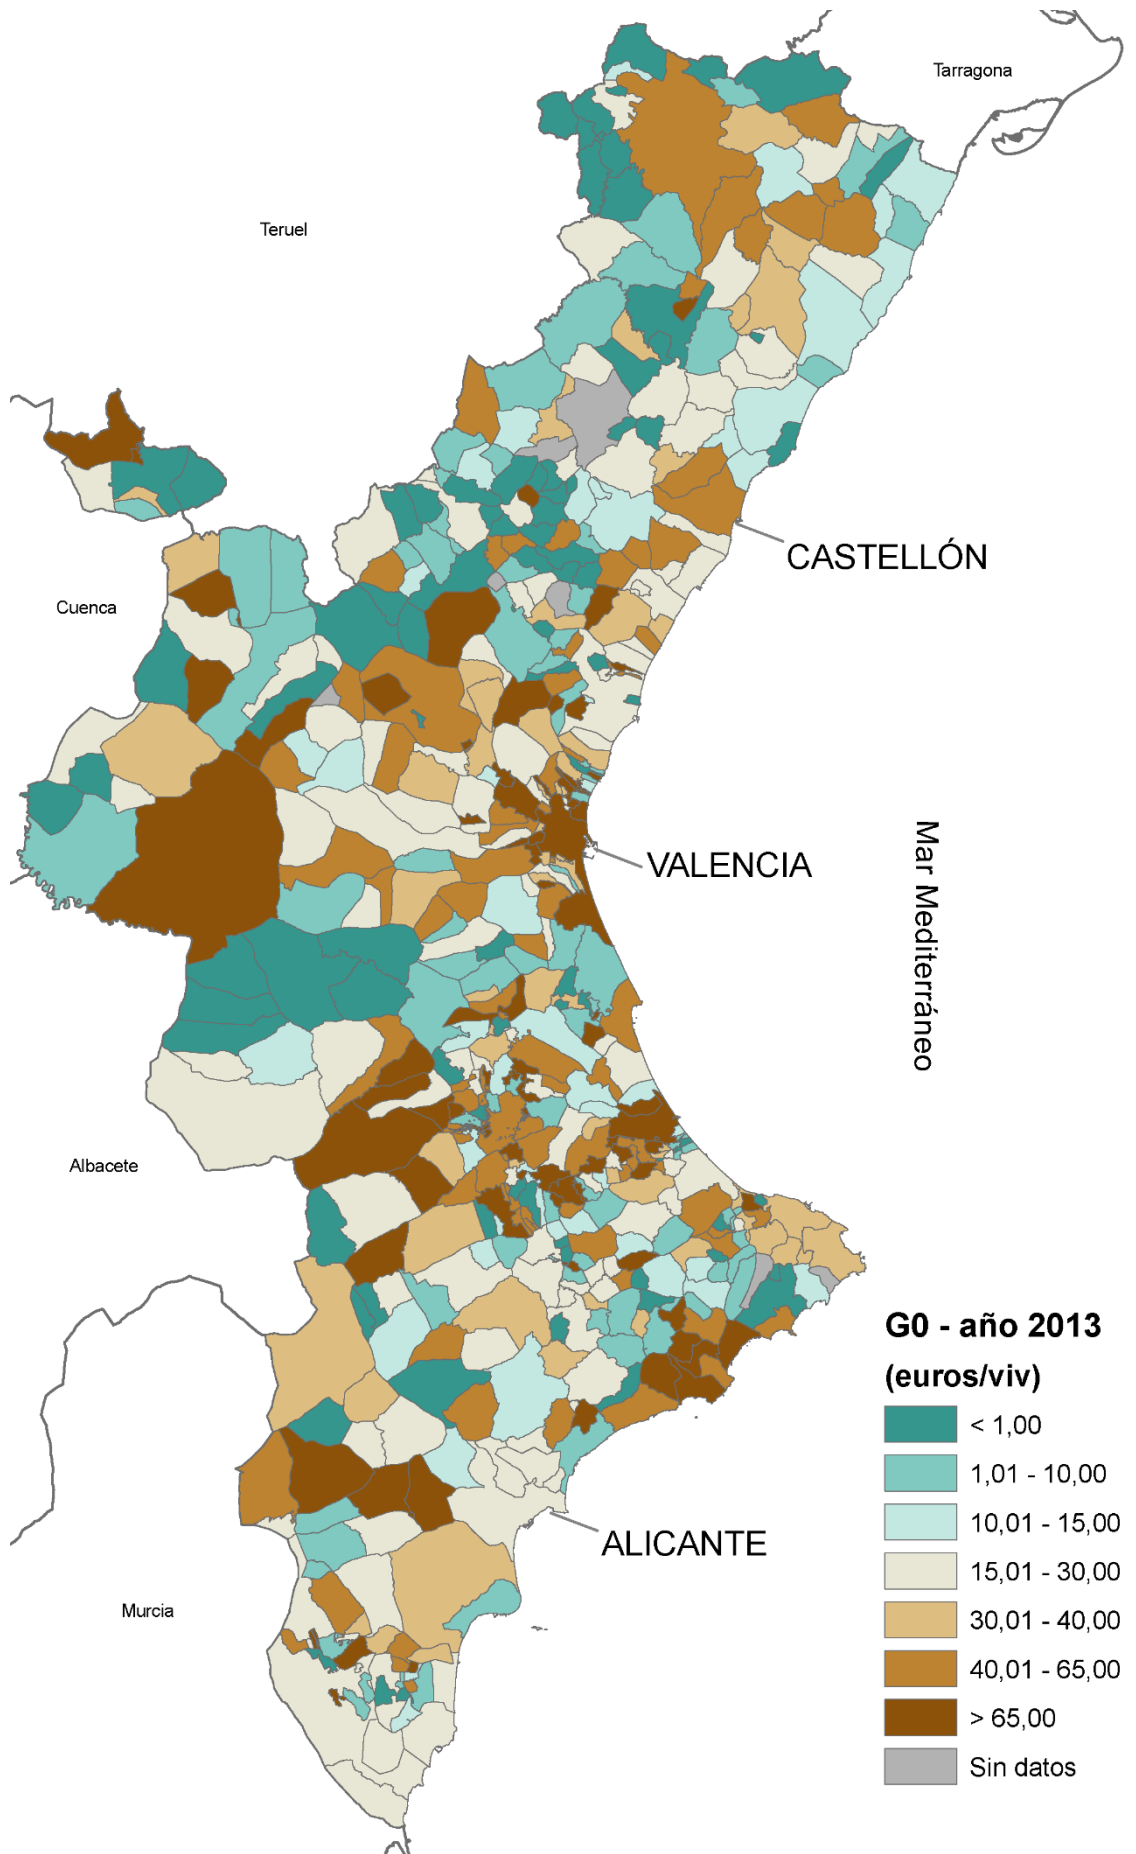 Tarragona
Teruel
CASTELLÓN
Cuenca
Mar Mediterráneo
VALENCIA
Albacete
G0 - año 2013
(euros/viv)
< 1,00
1,01 - 10,00
10,01 - 15,00
15,01 - 30,00
30,01 - 40,00
40,01 - 65,00
> 65,00
Sin datos
ALICANTE
Murcia